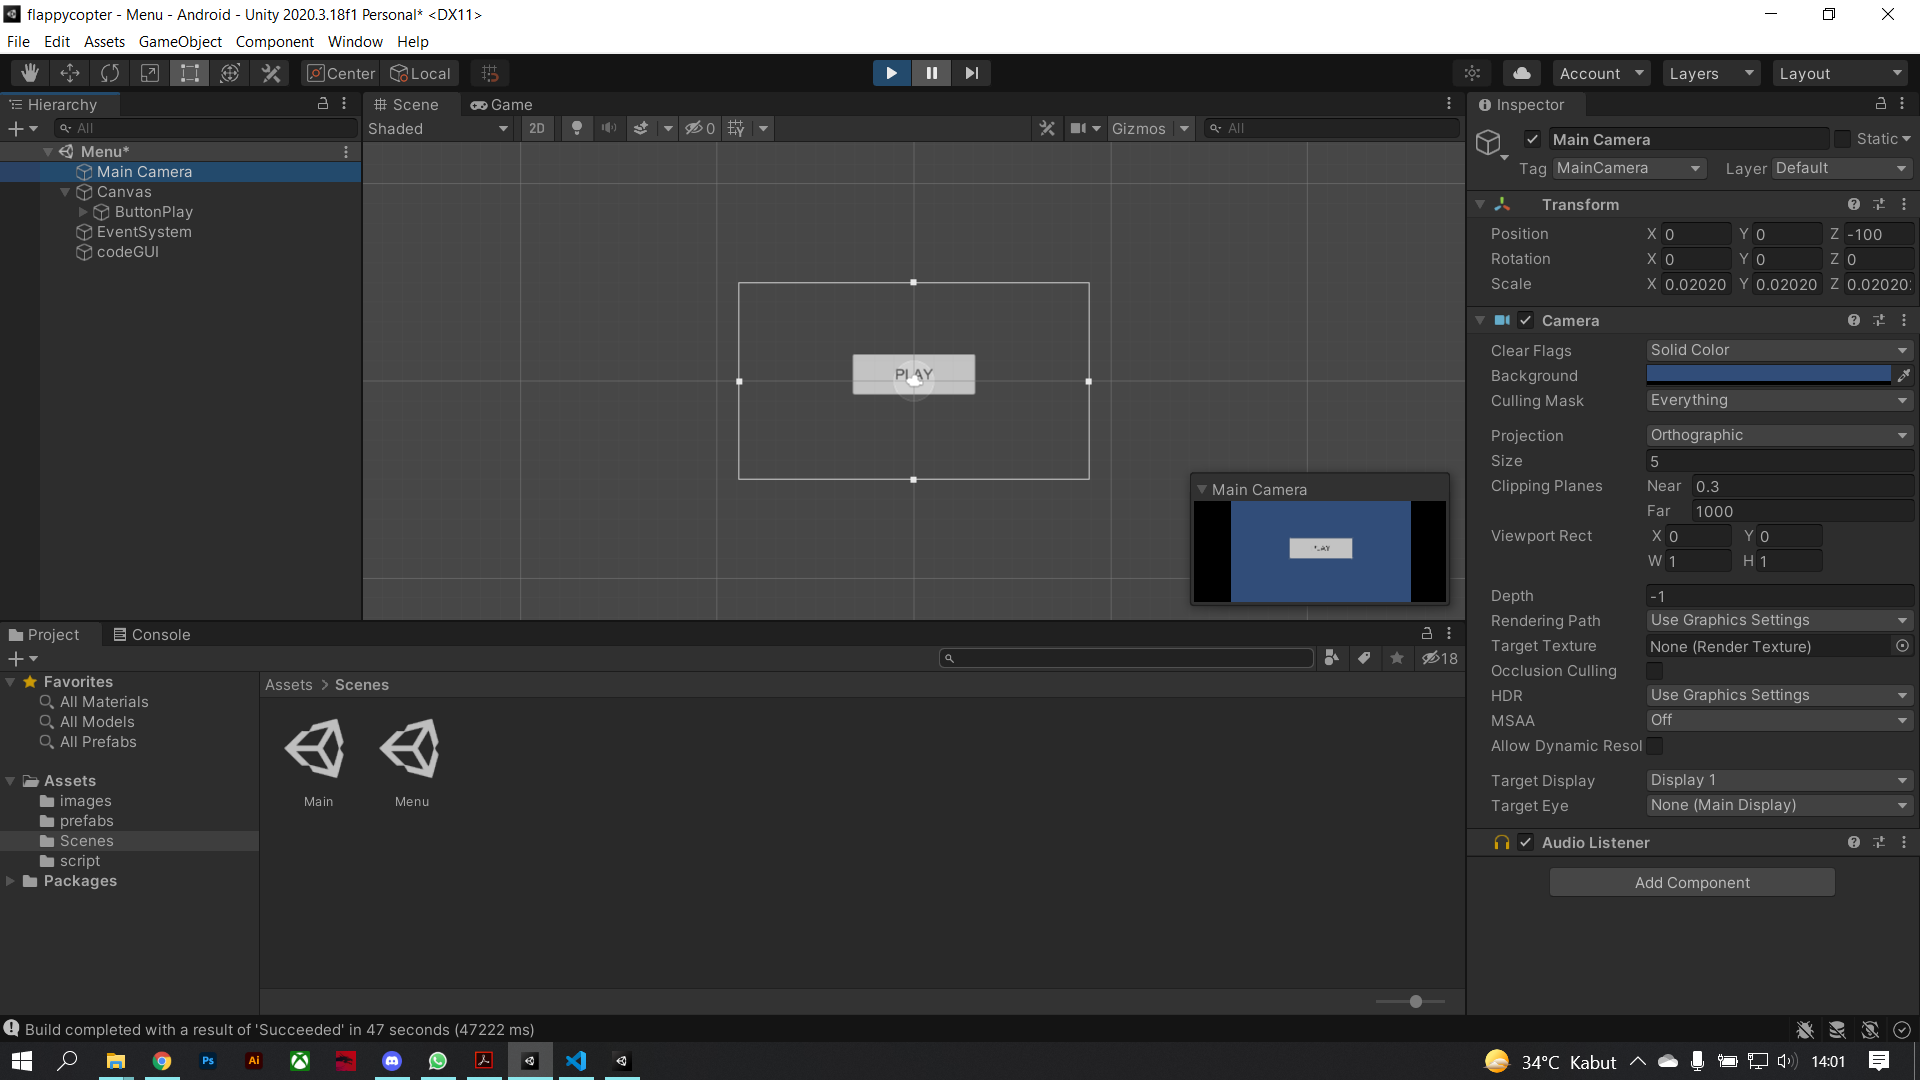 flappycopter - Menu - Android - Unity 2020.3.18f1 Personal* <DX11>
File Edit Assets GameObject Component Window Help
Center Local
Account Layers Layout
Hierarchy
All
Menu*
Main Camera
Canvas
ButtonPlay
EventSystem
codeGUI
Scene Game
Shaded 2D 0 Gizmos All
PLAY
Main Camera
PLAY
Inspector
Main Camera Static
Tag MainCamera Layer Default
Transform
Position X 0 Y 0 Z -100
Rotation X 0 Y 0 Z 0
Scale X 0.02020 Y 0.02020 Z 0.02020
Camera
Clear Flags Solid Color
Background
Culling Mask Everything
Projection Orthographic
Size 5
Clipping Planes Near 0.3
Far 1000
Viewport Rect X 0 Y 0
W 1 H 1
Depth -1
Rendering Path Use Graphics Settings
Target Texture None (Render Texture)
Occlusion Culling
HDR Use Graphics Settings
MSAA Off
Allow Dynamic Resol
Target Display Display 1
Target Eye None (Main Display)
Audio Listener
Add Component
Project Console
18
Favorites
All Materials
All Models
All Prefabs
Assets
images
prefabs
Scenes
script
Packages
Assets > Scenes
Main Menu
Build completed with a result of 'Succeeded' in 47 seconds (47222 ms)
Ps Ai
34°C Kabut 14:01